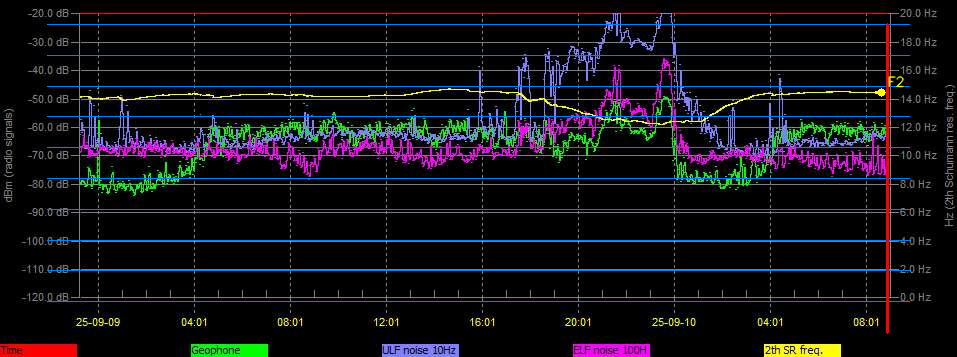 -20.0 dB 20.0 Hz
-30.0 dB 18.0 Hz
-40.0 dB 16.0 Hz
F2
-50.0 dB 14.0 Hz
-60.0 dB 12.0 Hz
-70.0 dB 10.0 Hz
-80.0 dB 8.0 Hz
-90.0 dB 6.0 Hz
-100.0 dB 4.0 Hz
-110.0 dB 2.0 Hz
-120.0 dB 0.0 Hz
dBm (radio signals)
Hz (2th Schumann res. freq.)
25-09-09 04:01 08:01 12:01 16:01 20:01 25-09-10 04:01 08:01
Time Geophone ULF noise 10Hz ELF noise 100H 2th SR freq.